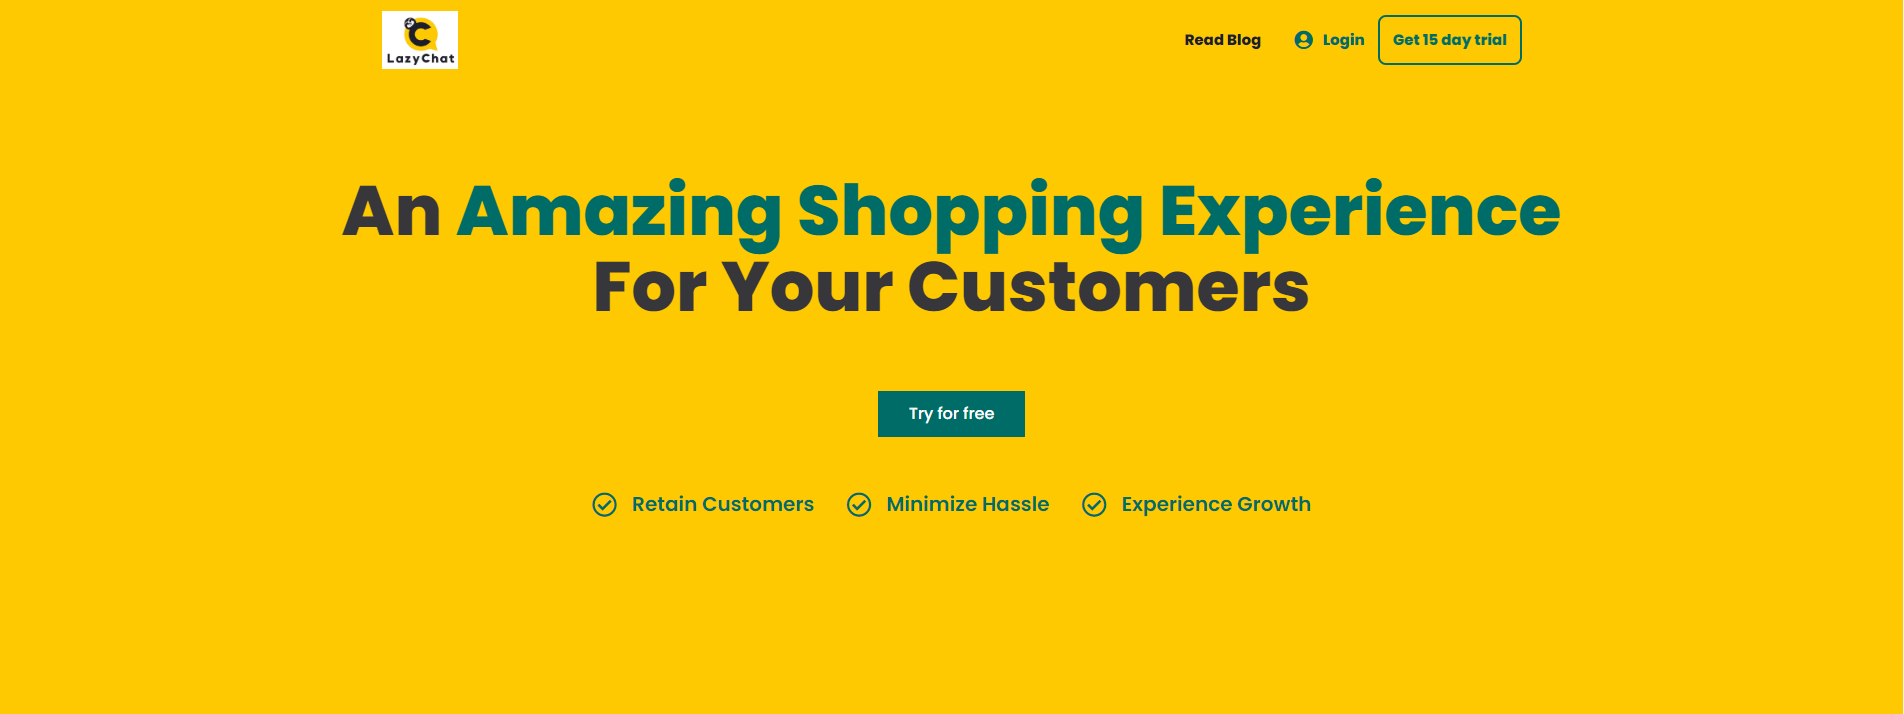 LazyChat
Read Blog
Login
Get 15 day trial
An Amazing Shopping Experience
For Your Customers
Try for free
Retain Customers
Minimize Hassle
Experience Growth